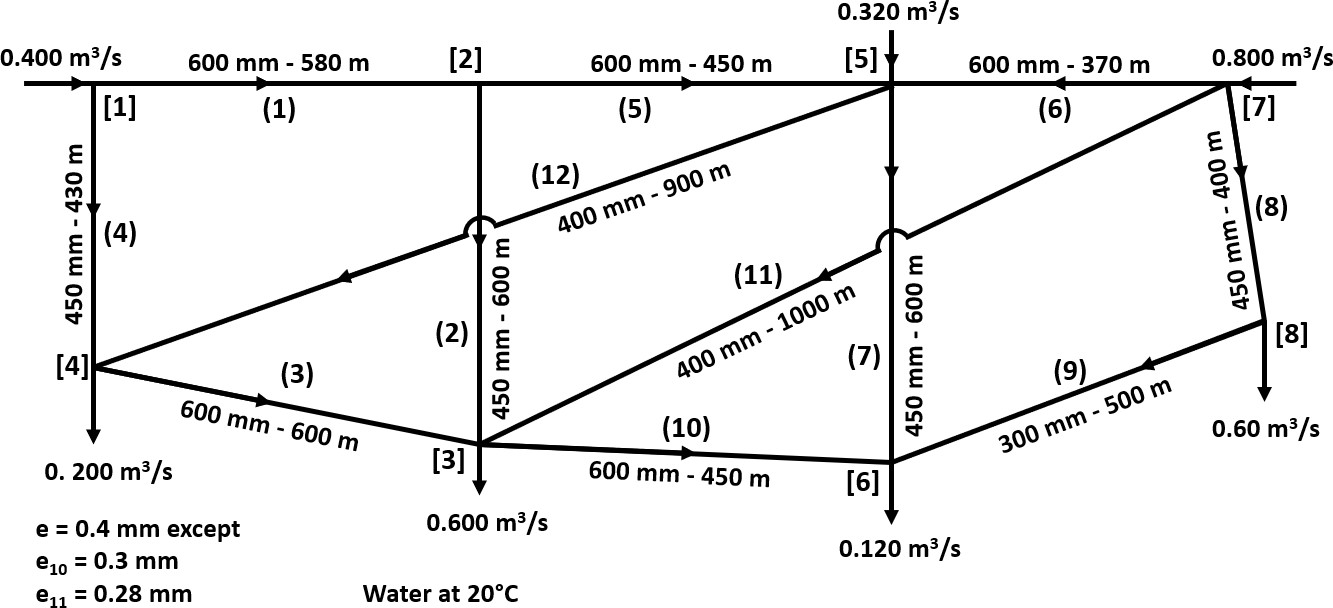 0.320 m³/s
0.400 m³/s
600 mm - 580 m
[2]
600 mm - 450 m
[5]
600 mm - 370 m
0.800 m³/s
[1]
(1)
(5)
(6)
[7]
450 mm - 430 m
(4)
(12)
400 mm - 900 m
450 mm - 400 m
(8)
(2)
450 mm - 600 m
(11)
400 mm - 1000 m
(7)
450 mm - 600 m
[8]
[4]
(3)
600 mm - 600 m
(9)
300 mm - 500 m
0.60 m³/s
[3]
(10)
600 mm - 450 m
[6]
0. 200 m³/s
0.600 m³/s
0.120 m³/s
e = 0.4 mm except
e₁₀ = 0.3 mm
e₁₁ = 0.28 mm
Water at 20°C